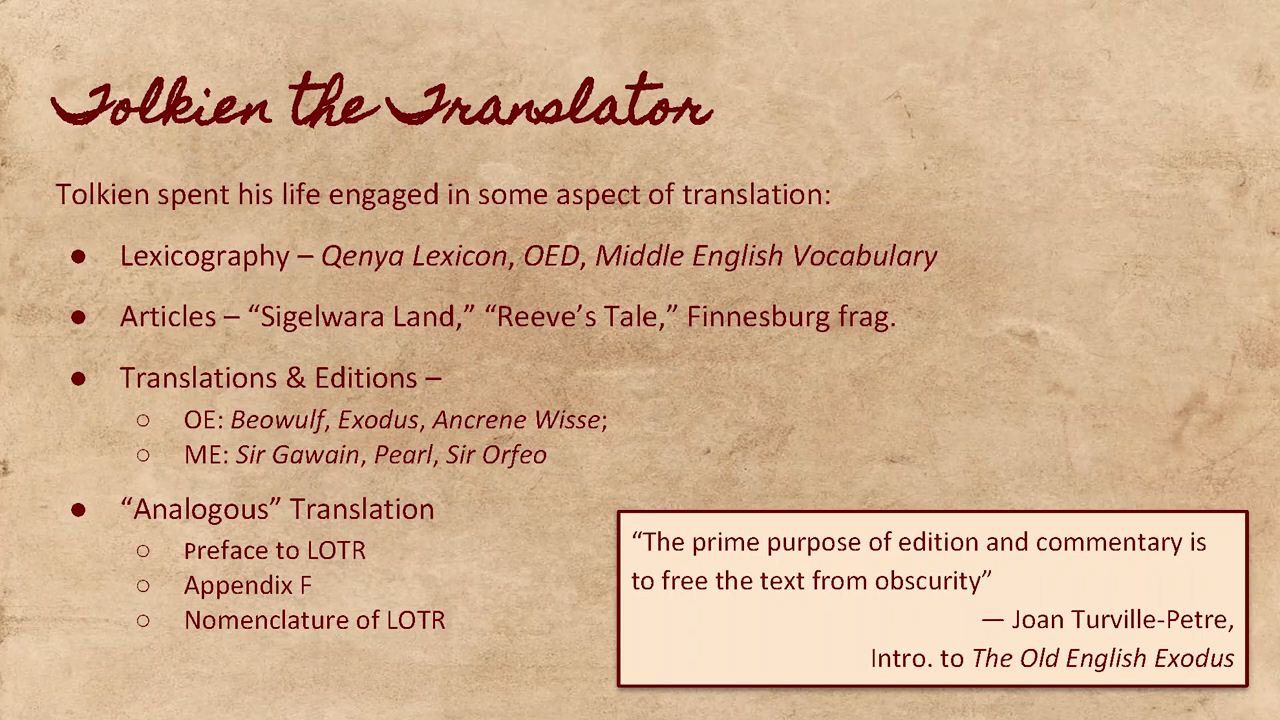 Tolkien the Translator
Tolkien spent his life engaged in some aspect of translation:
● Lexicography – Qenya Lexicon, OED, Middle English Vocabulary
● Articles – “Sigelwara Land,” “Reeve’s Tale,” Finnesburg frag.
● Translations & Editions –
○ OE: Beowulf, Exodus, Ancrene Wisse;
○ ME: Sir Gawain, Pearl, Sir Orfeo
● “Analogous” Translation
○ Preface to LOTR
○ Appendix F
○ Nomenclature of LOTR
“The prime purpose of edition and commentary is
to free the text from obscurity”
— Joan Turville-Petre,
Intro. to The Old English Exodus